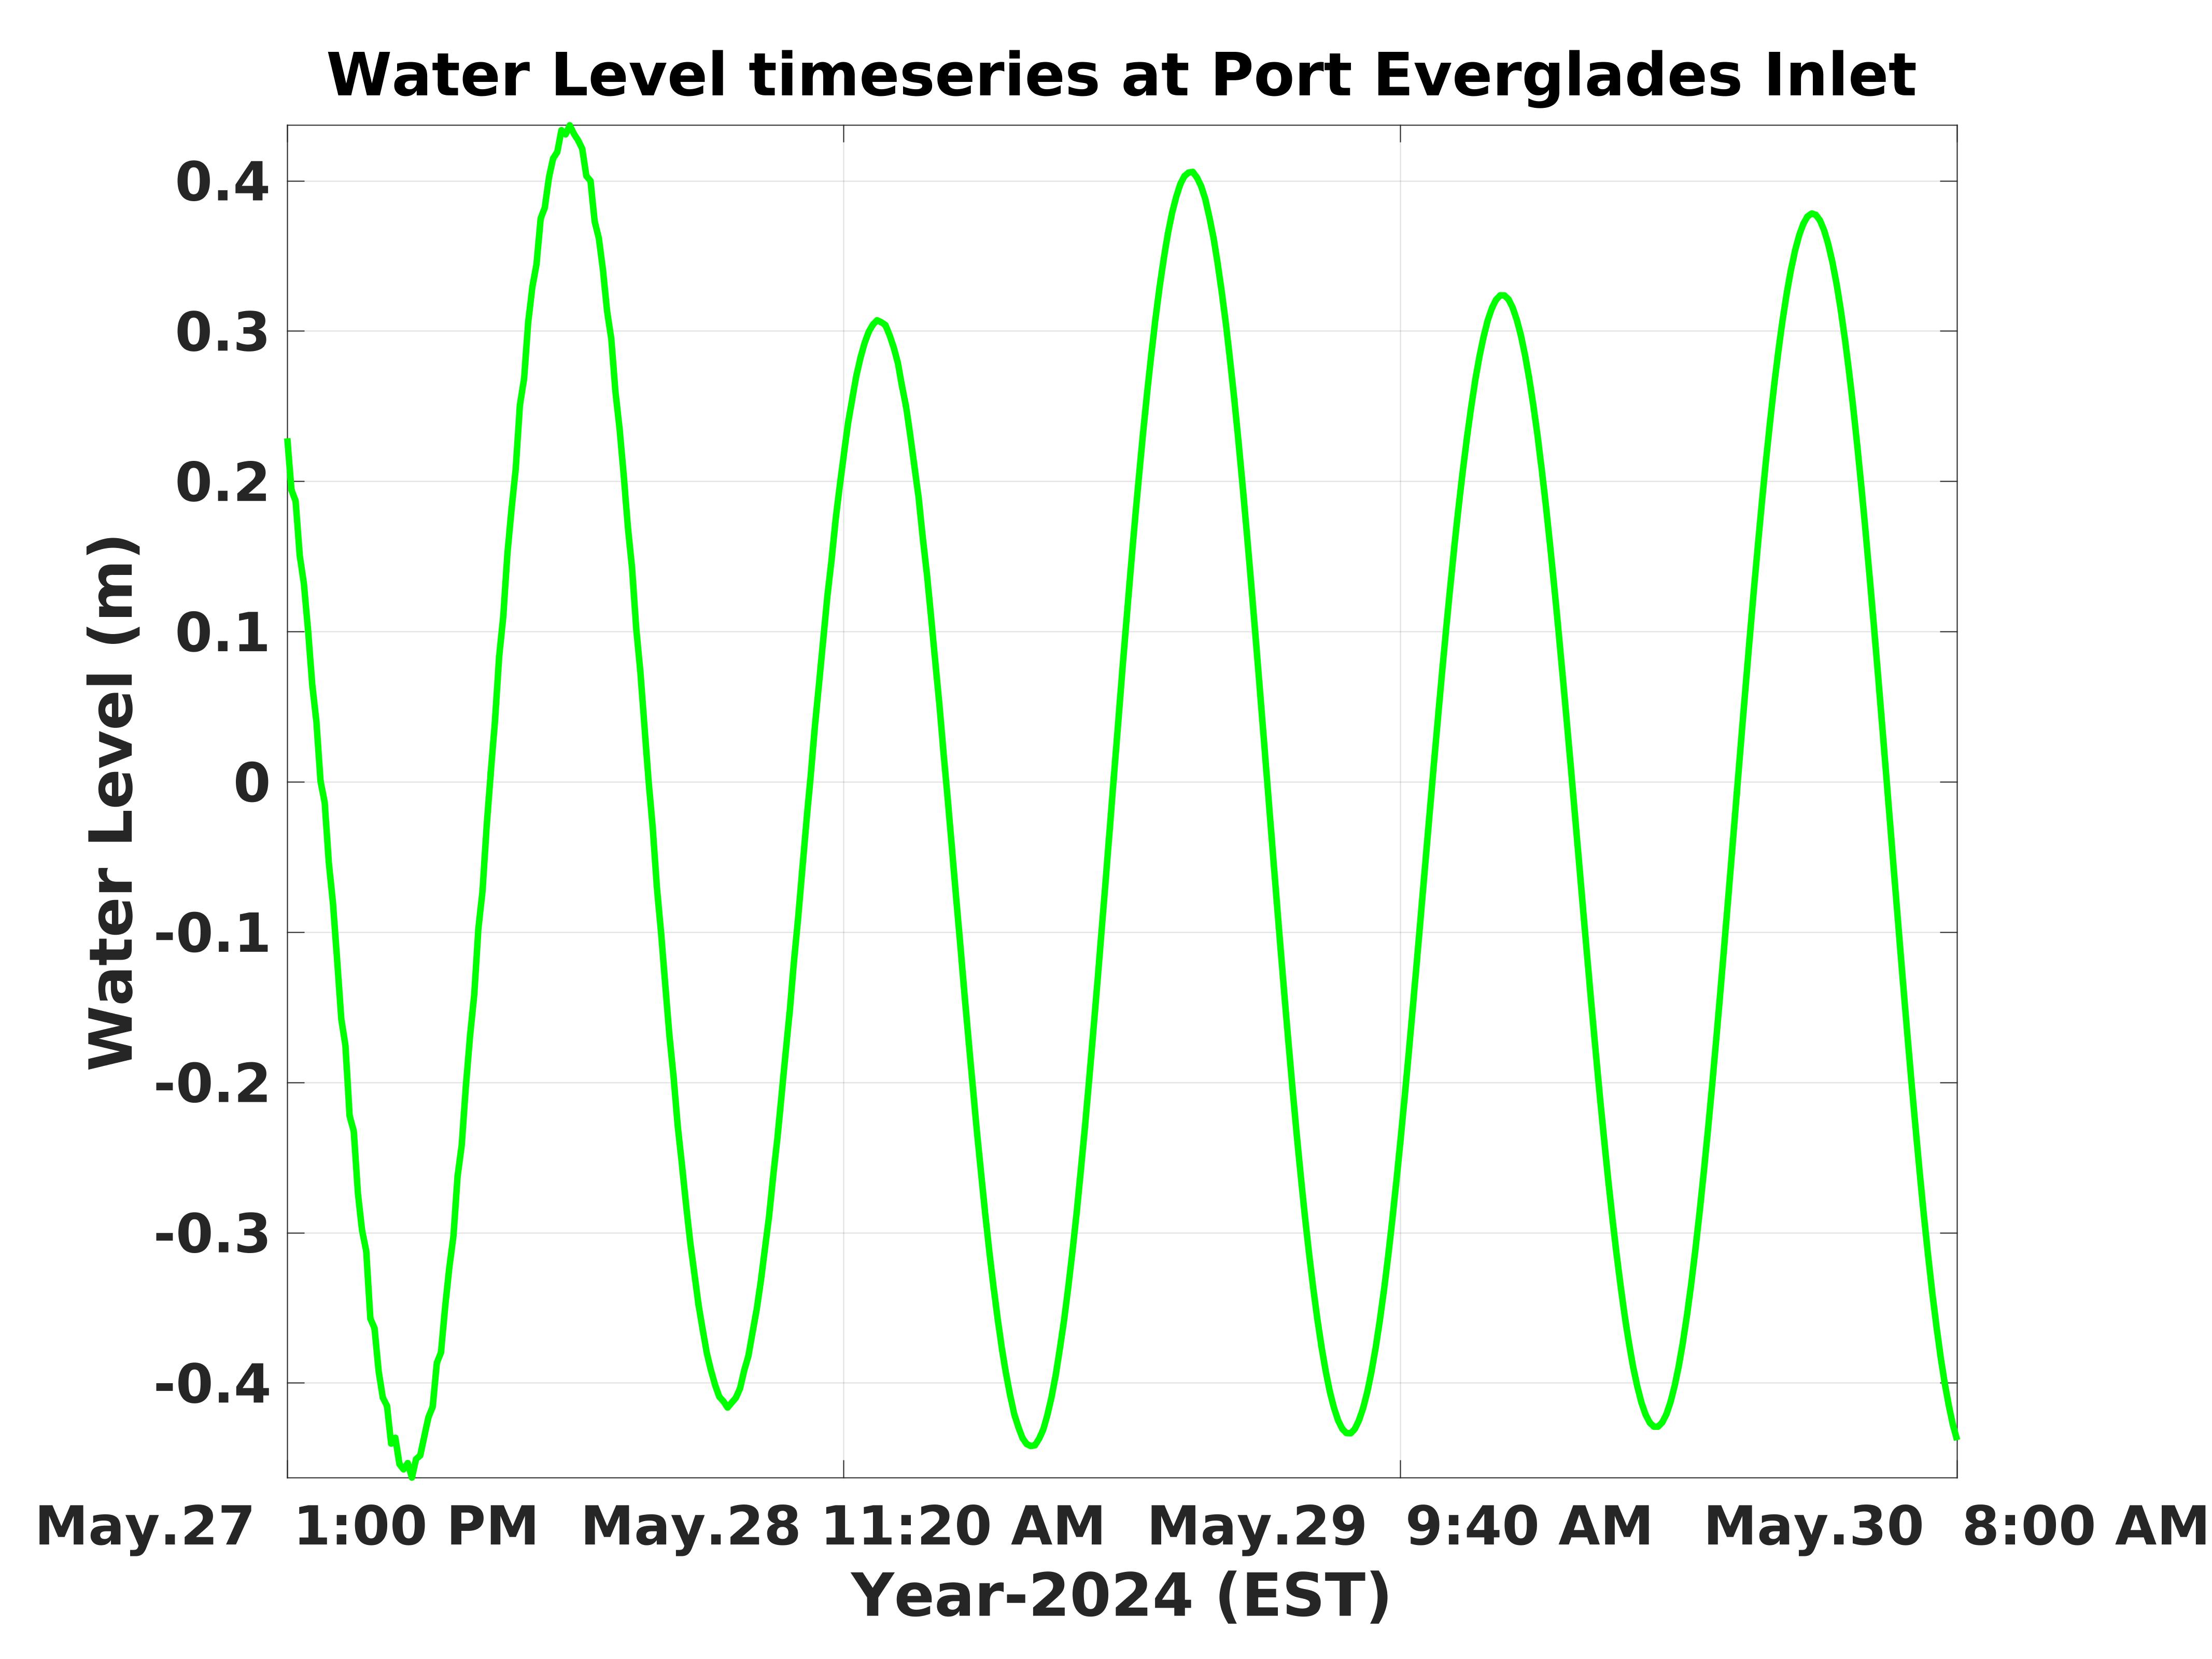 Water Level timeseries at Port Everglades Inlet
0.4
0.3
0.2
0.1
0
-0.1
-0.2
-0.3
-0.4
Water Level (m)
May.27  1:00 PM May.28 11:20 AM May.29  9:40 AM May.30  8:00 AM
Year-2024 (EST)